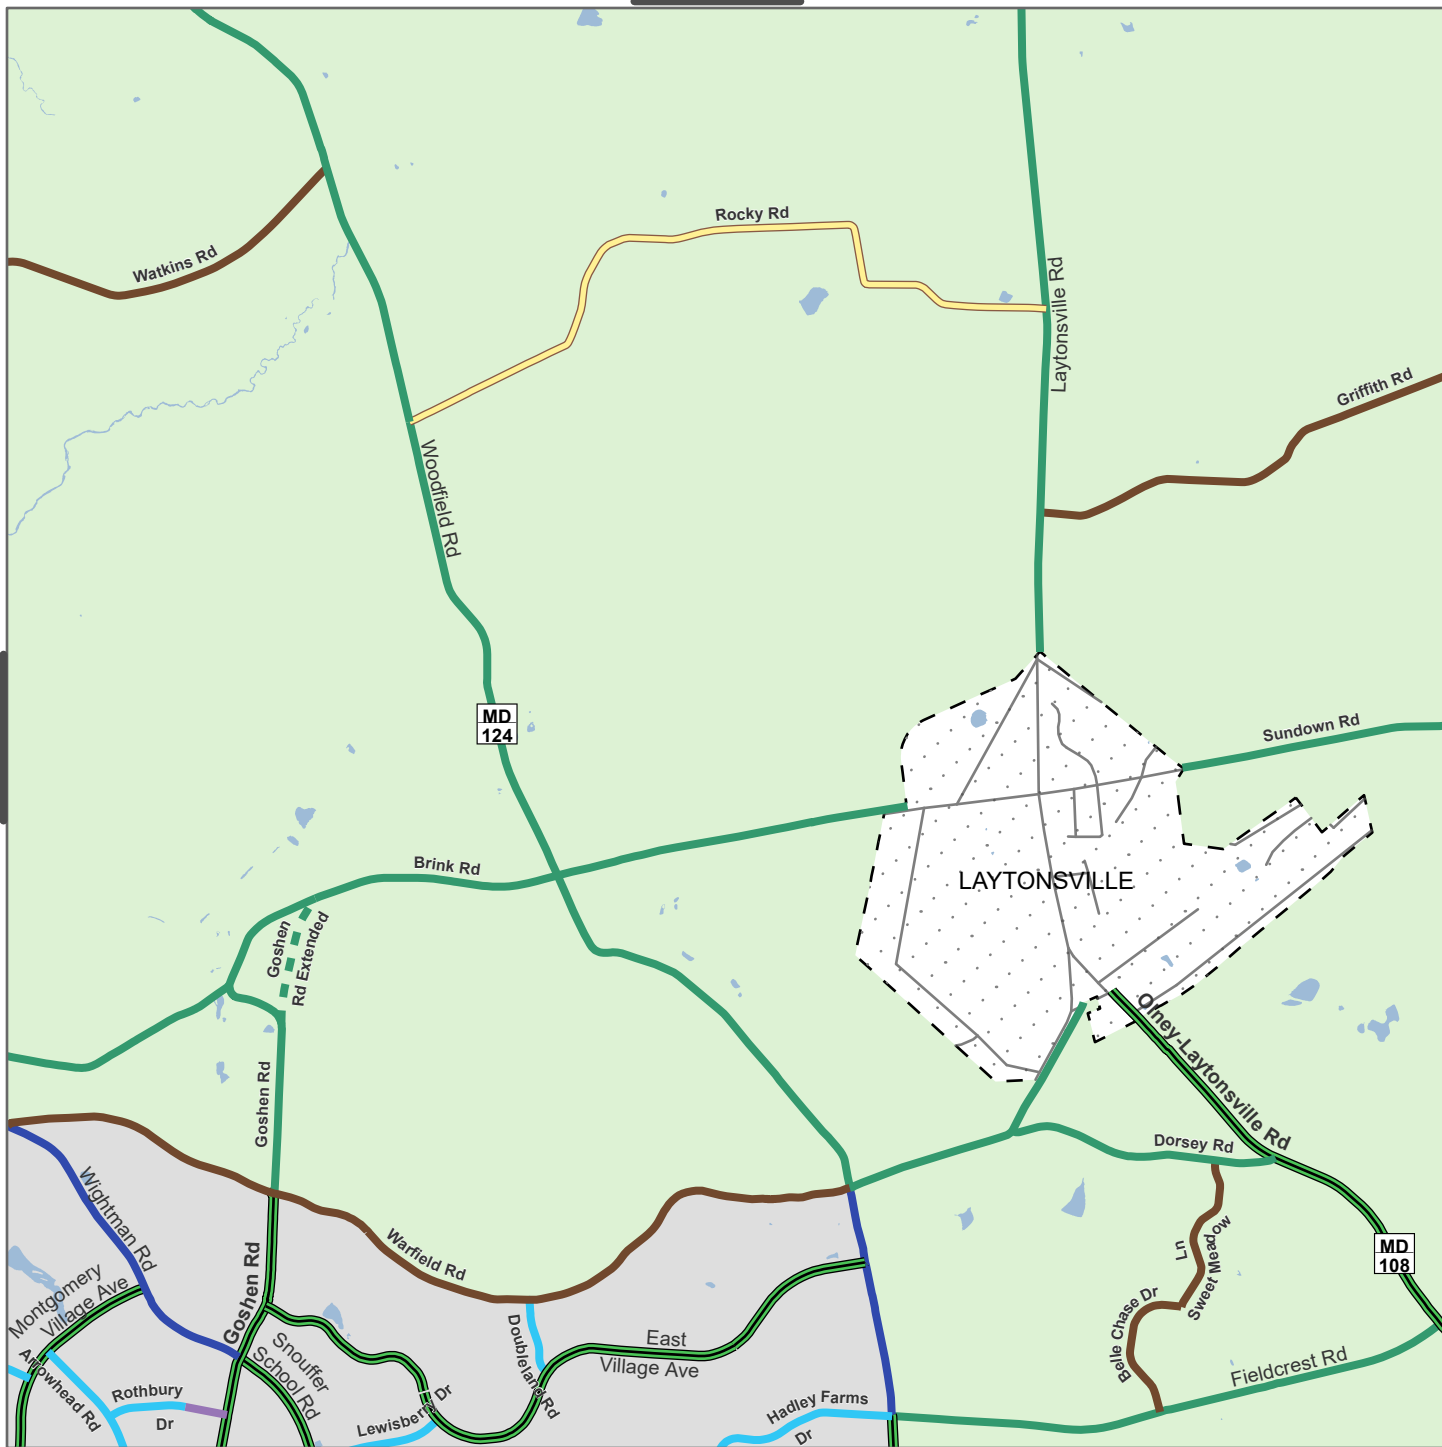 Rocky Rd
Watkins Rd
Laytonsville Rd
Griffith Rd
Woodfield Rd
MD
124
Sundown Rd
Brink Rd
LAYTONSVILLE
Goshen
Rd Extended
Olney-Laytonsville Rd
Goshen Rd
Dorsey Rd
Wightman Rd
Warfield Rd
Goshen Rd
MD
108
Sweet Meadow
Ln
Belle Chase Dr
Montgomery
Village Ave
Snouffer
School Rd
Doubleland Rd
East
Village Ave
Fieldcrest Rd
Arrowhead Rd
Rothbury
Dr
Lewisberry Dr
Hadley Farms
Dr